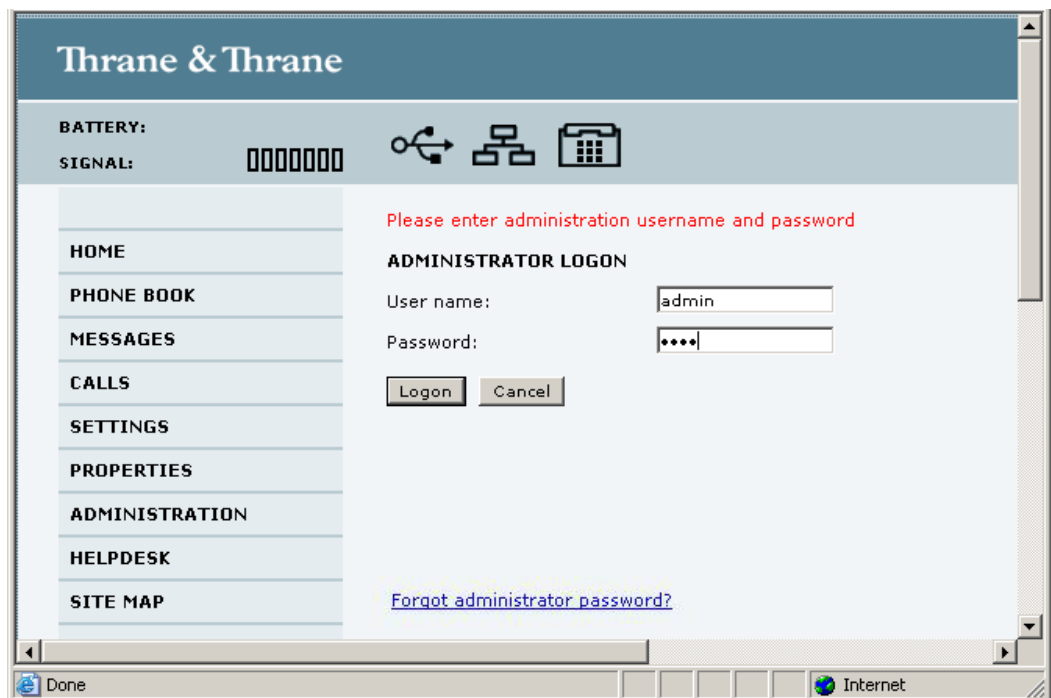 Thrane & Thrane
BATTERY:
SIGNAL:
Please enter administration username and password
HOME
ADMINISTRATOR LOGON
PHONE BOOK
User name: admin
MESSAGES
Password: ••••
CALLS
Logon Cancel
SETTINGS
PROPERTIES
ADMINISTRATION
HELPDESK
SITE MAP
Forgot administrator password?
Done
Internet